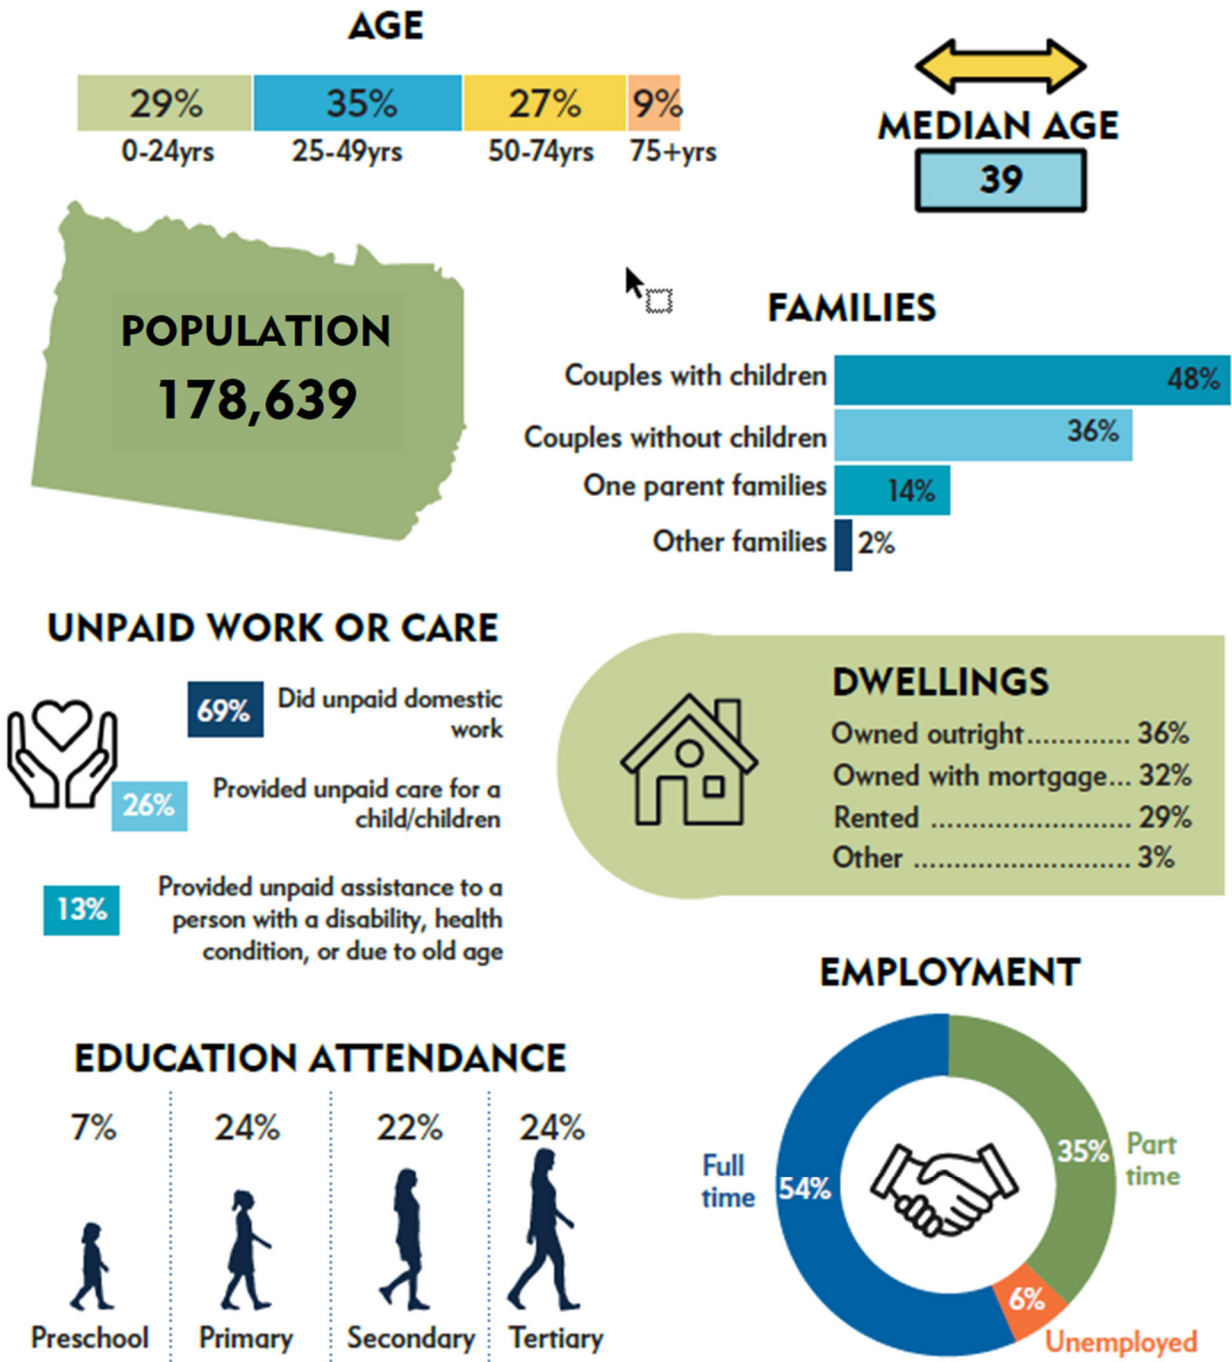 AGE
29% 35% 27% 9%
0-24yrs 25-49yrs 50-74yrs 75+yrs
MEDIAN AGE
39
POPULATION
178,639
FAMILIES
Couples with children 48%
Couples without children 36%
One parent families 14%
Other families 2%
UNPAID WORK OR CARE
69% Did unpaid domestic
work
26% Provided unpaid care for a
child/children
13% Provided unpaid assistance to a
person with a disability, health
condition, or due to old age
DWELLINGS
Owned outright............. 36%
Owned with mortgage... 32%
Rented ......................... 29%
Other ........................... 3%
EDUCATION ATTENDANCE
7% 24% 22% 24%
Preschool Primary Secondary Tertiary
EMPLOYMENT
Full
time
54%
35%
Part
time
6%
Unemployed